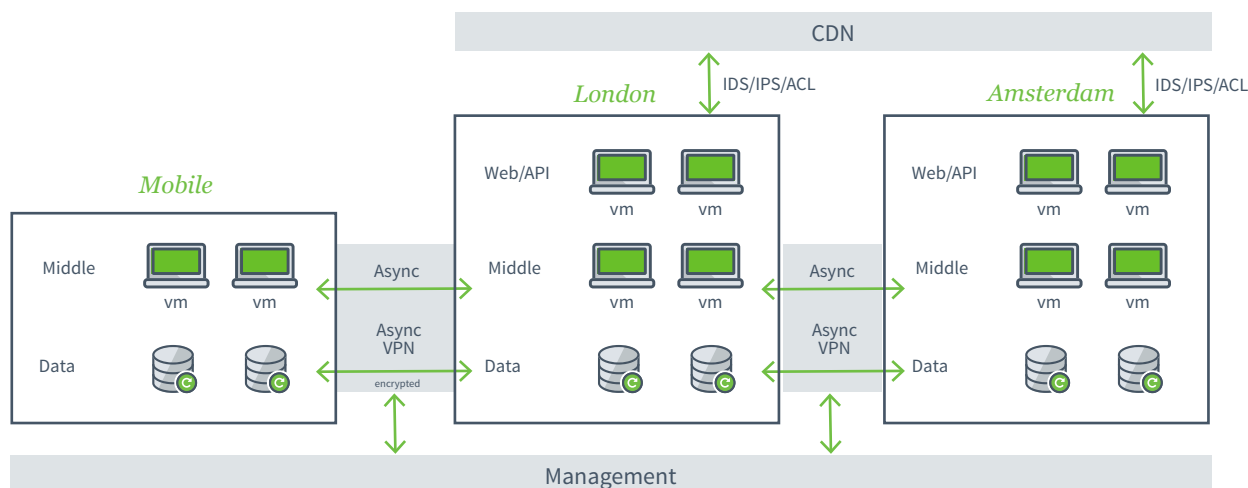 CDN
IDS/IPS/ACL
IDS/IPS/ACL
London
Amsterdam
Mobile
Web/API
vm
vm
Web/API
vm
vm
Middle
vm
vm
Async
Middle
vm
vm
Async
Middle
vm
vm
Data
Async
VPN
encrypted
Data
Async
VPN
Data
Management